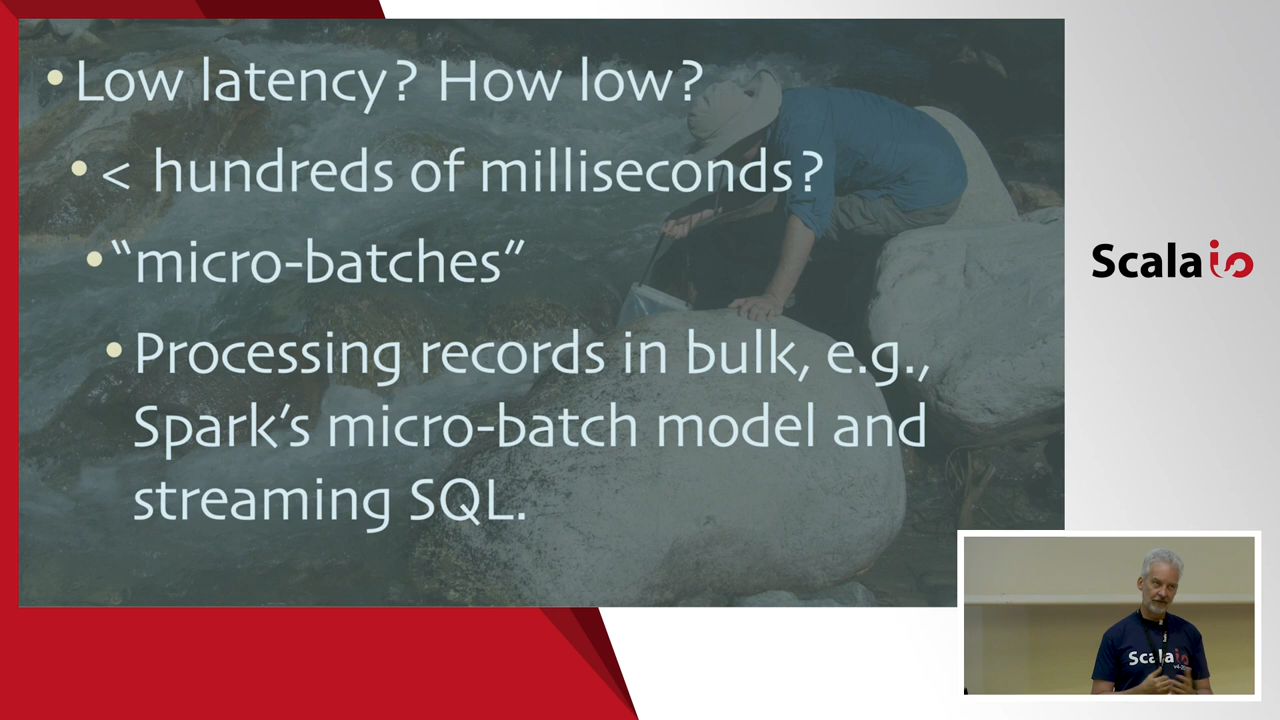 • Low latency? How low?
• < hundreds of milliseconds?
• “micro-batches”
• Processing records in bulk, e.g.,
Spark’s micro-batch model and
streaming SQL.
Scala io
Scala io